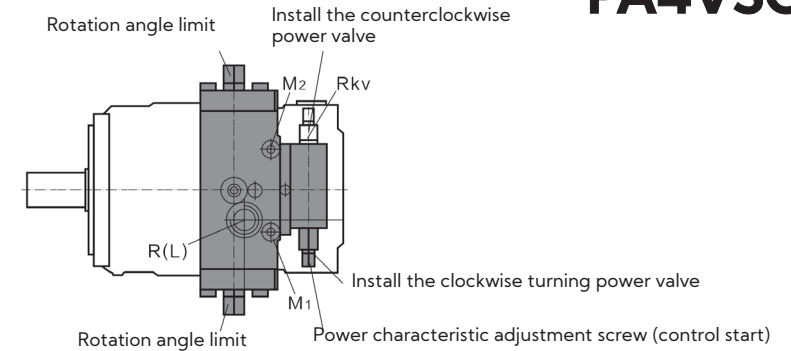 PA4VSO
Install the counterclockwise
power valve
Rotation angle limit
M2
Rkv
R(L)
M1
Install the clockwise turning power valve
Rotation angle limit
Power characteristic adjustment screw (control start)